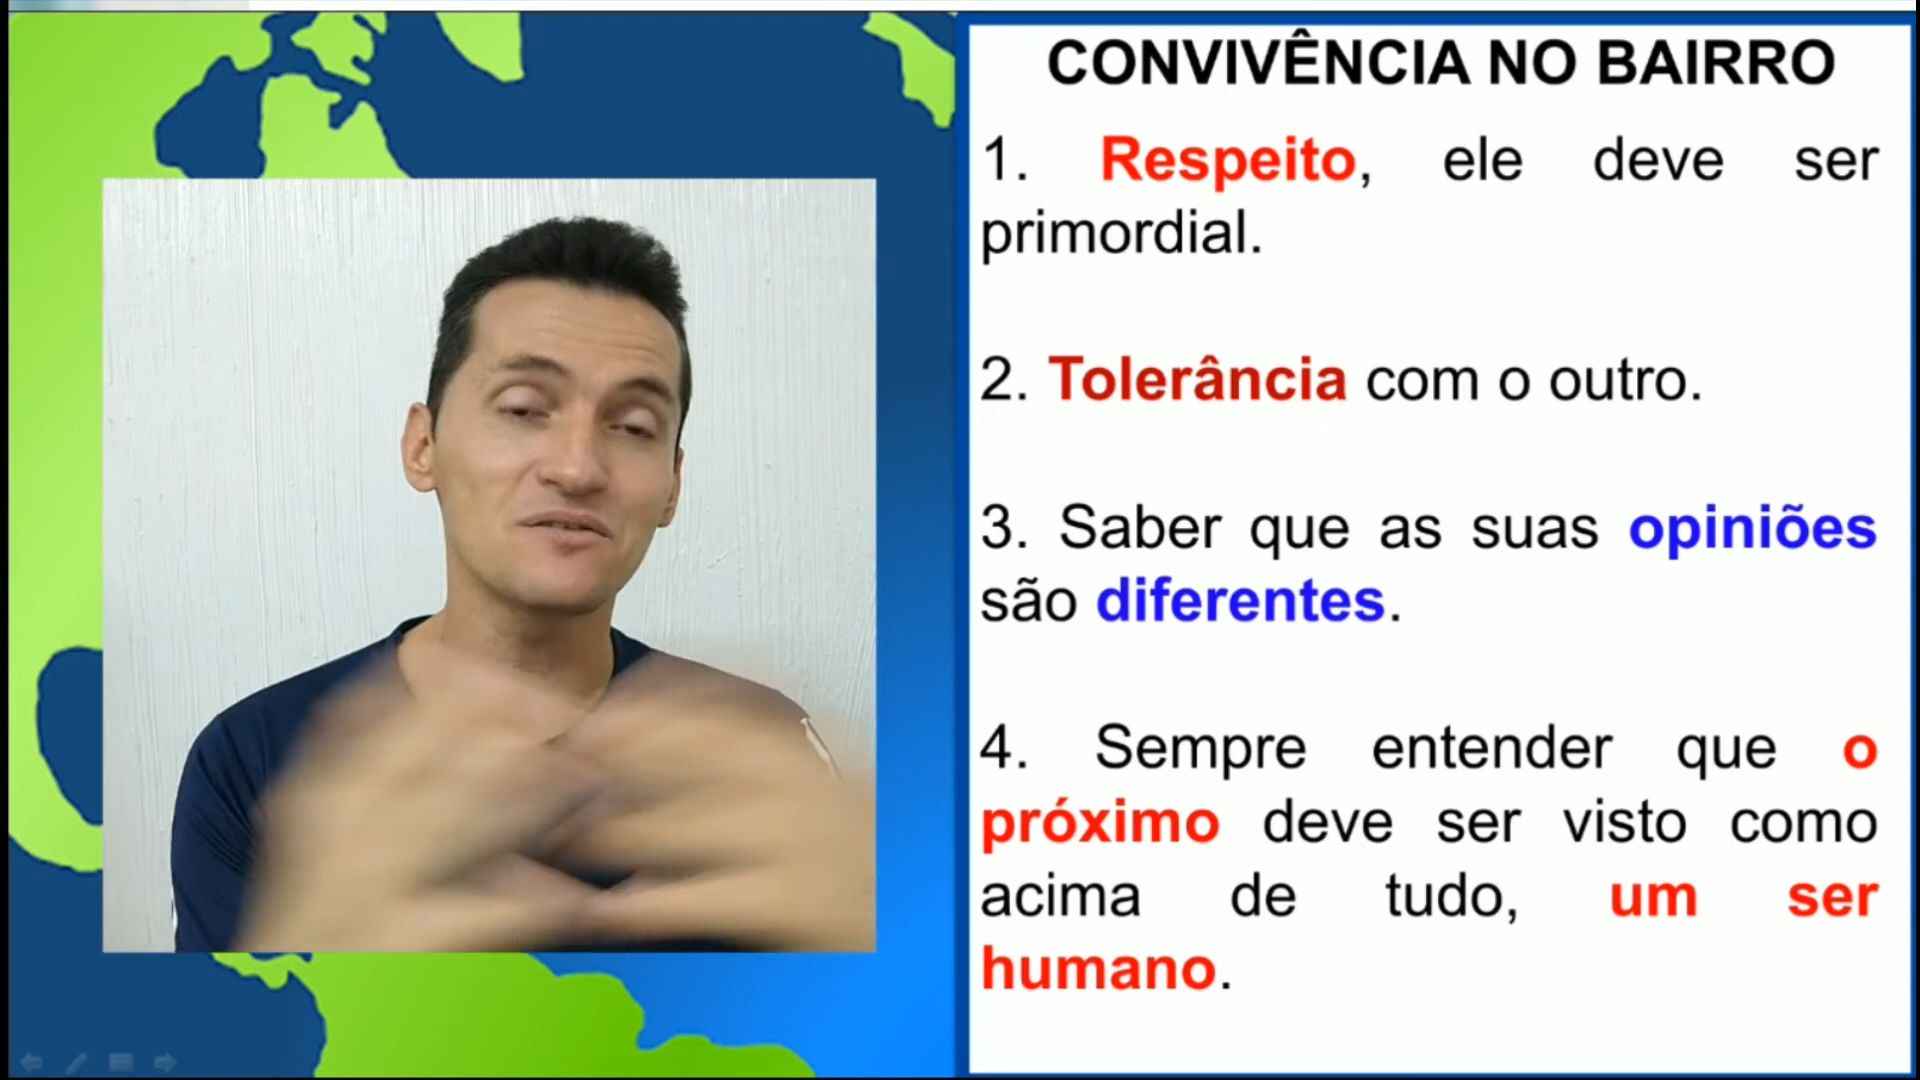 CONVIVÊNCIA NO BAIRRO
1. Respeito, ele deve ser
primordial.
2. Tolerância com o outro.
3. Saber que as suas opiniões
são diferentes.
4. Sempre entender que o
próximo deve ser visto como
acima de tudo, um ser
humano.